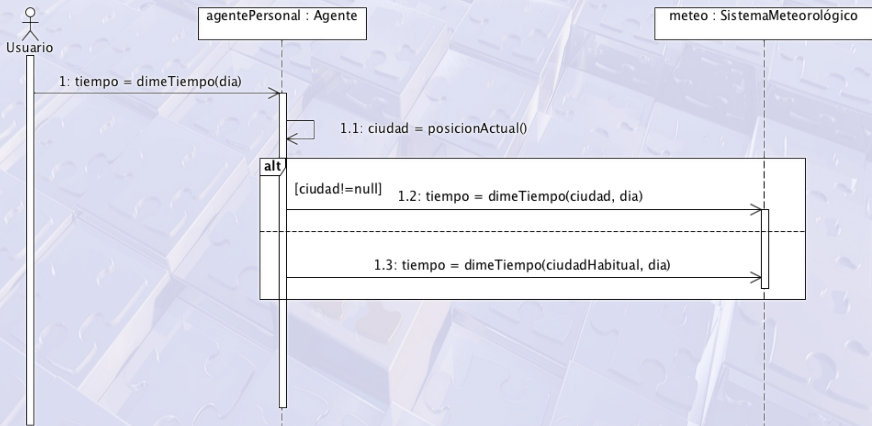 agentePersonal : Agente
meteo : SistemaMeteorológico
Usuario
1: tiempo = dimeTiempo(dia)
1.1: ciudad = posicionActual()
alt
[ciudad!=null]
1.2: tiempo = dimeTiempo(ciudad, dia)
1.3: tiempo = dimeTiempo(ciudadHabitual, dia)